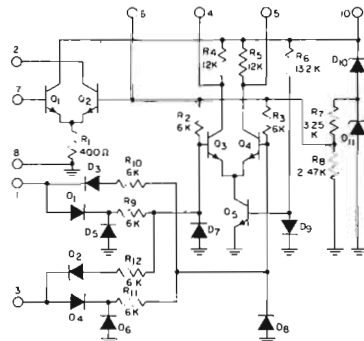 6 4 5 10
R4
12K
R5
12K
R6
132K
D10
2
7
Q1
Q2
R2
6K
R3
6K
R7
325
K
D11
R1
400Ω
Q3
Q4
R8
2 47K
8
1
D3
R10
6K
D1
R9
6K
D5
D7
Q5
D9
D2
R12
6K
R11
6K
3
D4
D6
D8